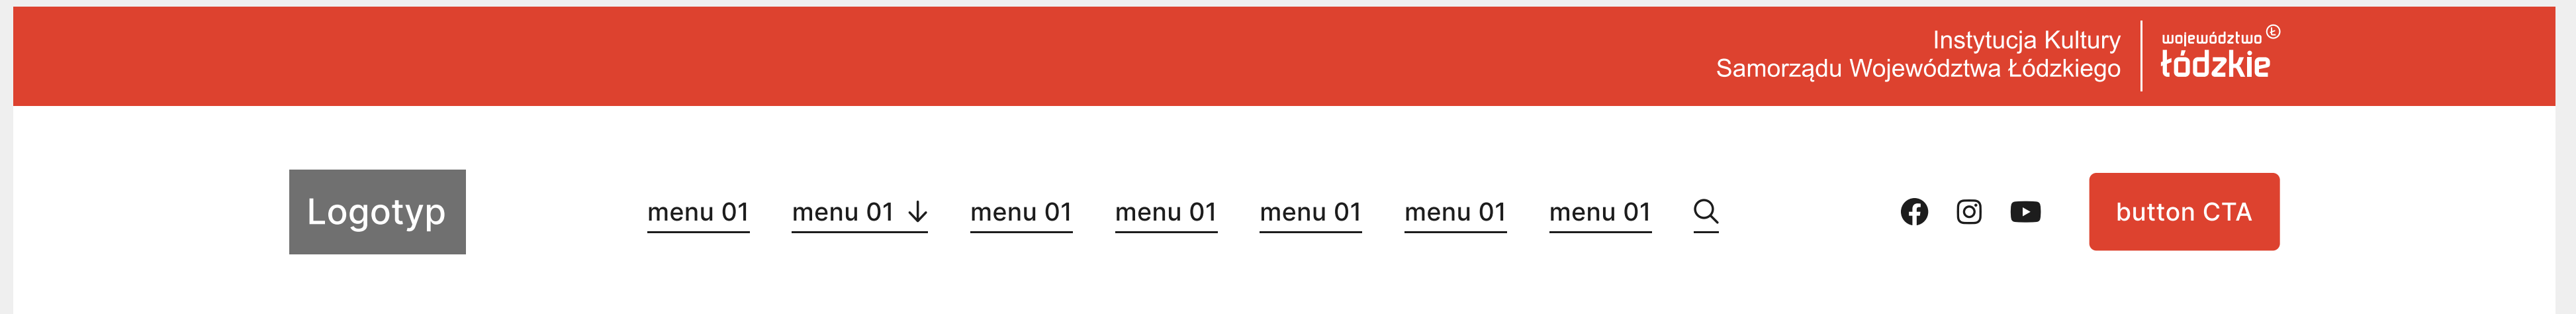 Instytucja Kultury
Samorządu Województwa Łódzkiego
województwo Ł
łódzkie
Logotyp
menu 01 menu 01 menu 01 menu 01 menu 01 menu 01 menu 01
button CTA